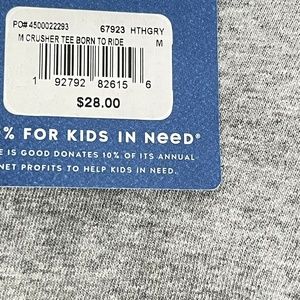 PO# 4500022293 67923 HTHGRY
M CRUSHER TEE BORN TO RIDE M
1 92792 82615 6
$28.00
% FOR KIDS IN NeeD®
E IS GOOD DONATES 10% OF ITS ANNUAL
NET PROFITS TO HELP KIDS IN NEED.